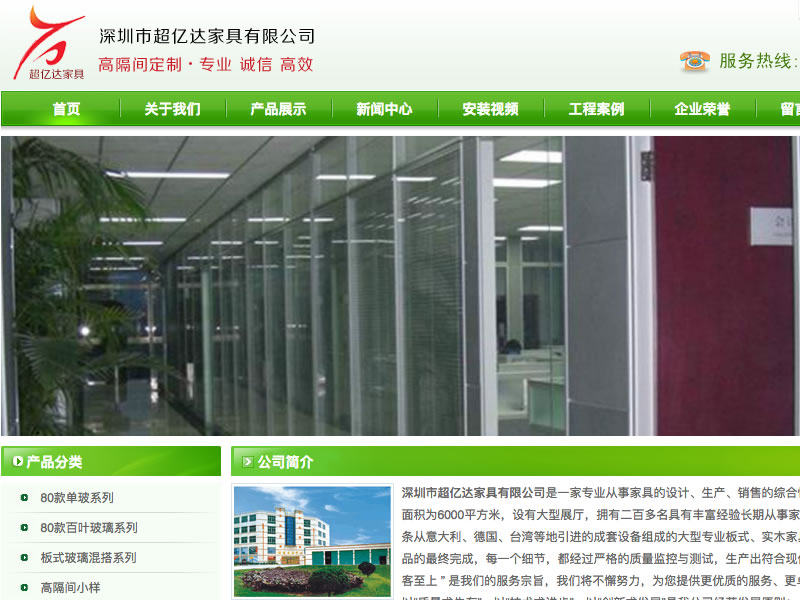 深圳市超亿达家具有限公司
高隔间定制·专业 诚信 高效
超亿达家具
服务热线:
首页 关于我们 产品展示 新闻中心 安装视频 工程案例 企业荣誉 留言
产品分类
80款单玻系列
80款百叶玻璃系列
板式玻璃混搭系列
高隔间小样
公司简介
深圳市超亿达家具有限公司是一家专业从事家具的设计、生产、销售的综合
面积为6000平方米，设有大型展厅，拥有二百多名具有丰富经验长期从事家
条从意大利、德国、台湾等地引进的成套设备组成的大型专业板式、实木家
品的最终完成，每一个细节，都经过严格的质量监控与测试，生产出符合现
客至上＂是我们的服务宗旨，我们将不懈努力，为您提供更优质的服务、更